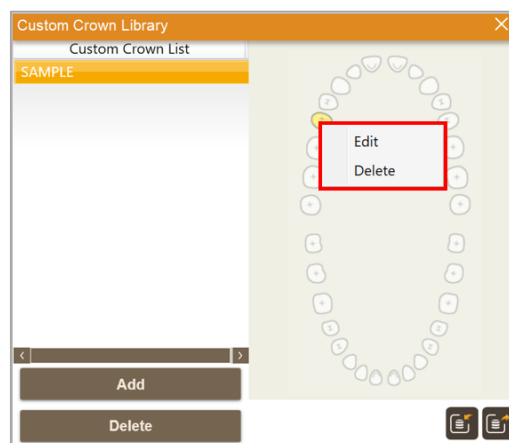 Custom Crown Library
Custom Crown List
SAMPLE
Edit
Delete
Add
Delete